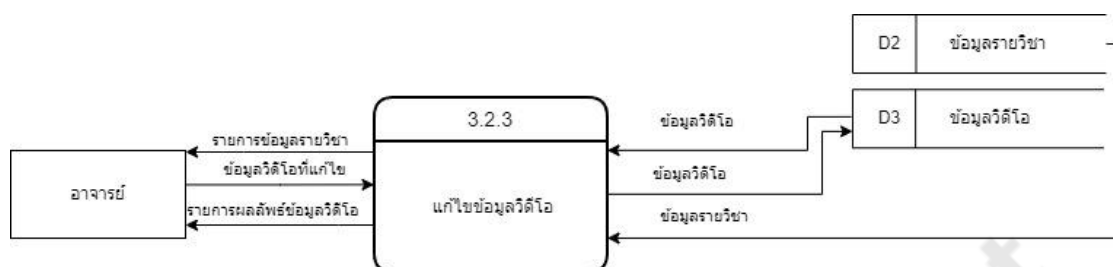 D2 ข้อมูลรายวิชา
3.2.3
ข้อมูลวิดีโอ
D3 ข้อมูลวิดีโอ
รายการข้อมูลรายวิชา
ข้อมูลวิดีโอที่แก้ไข
ข้อมูลวิดีโอ
อาจารย์
แก้ไขข้อมูลวิดีโอ
รายการผลลัพธ์ข้อมูลวิดีโอ
ข้อมูลรายวิชา